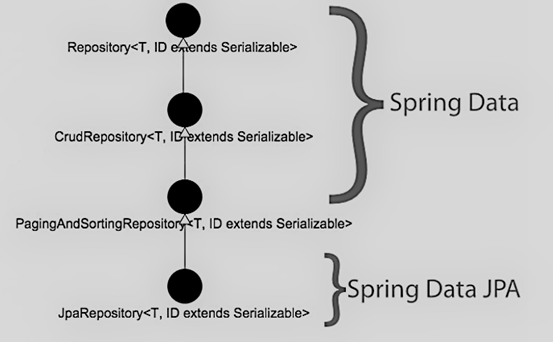 Repository<T, ID extends Serializable>
Spring Data
CrudRepository<T, ID extends Serializable>
PagingAndSortingRepository<T, ID extends Serializable>
Spring Data JPA
JpaRepository<T, ID extends Serializable>